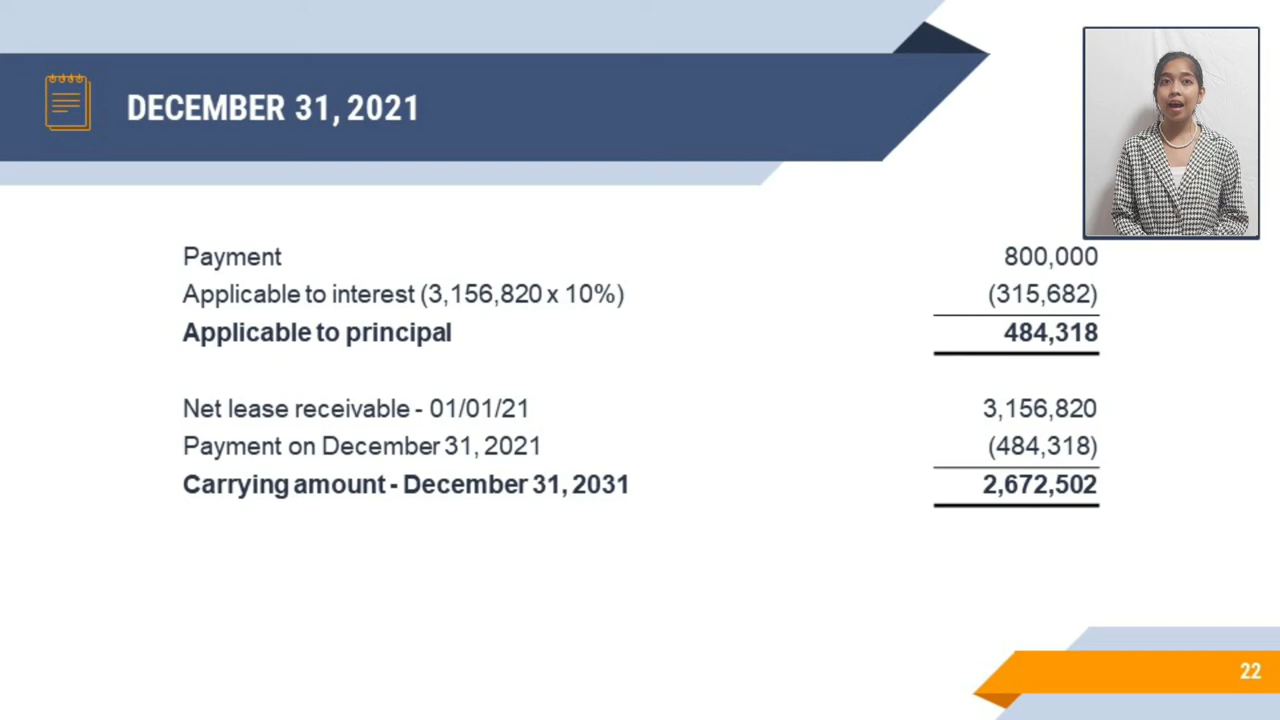 DECEMBER 31, 2021
Payment 800,000
Applicable to interest (3,156,820 x 10%) (315,682)
Applicable to principal 484,318
Net lease receivable - 01/01/21 3,156,820
Payment on December 31, 2021 (484,318)
Carrying amount - December 31, 2031 2,672,502
22